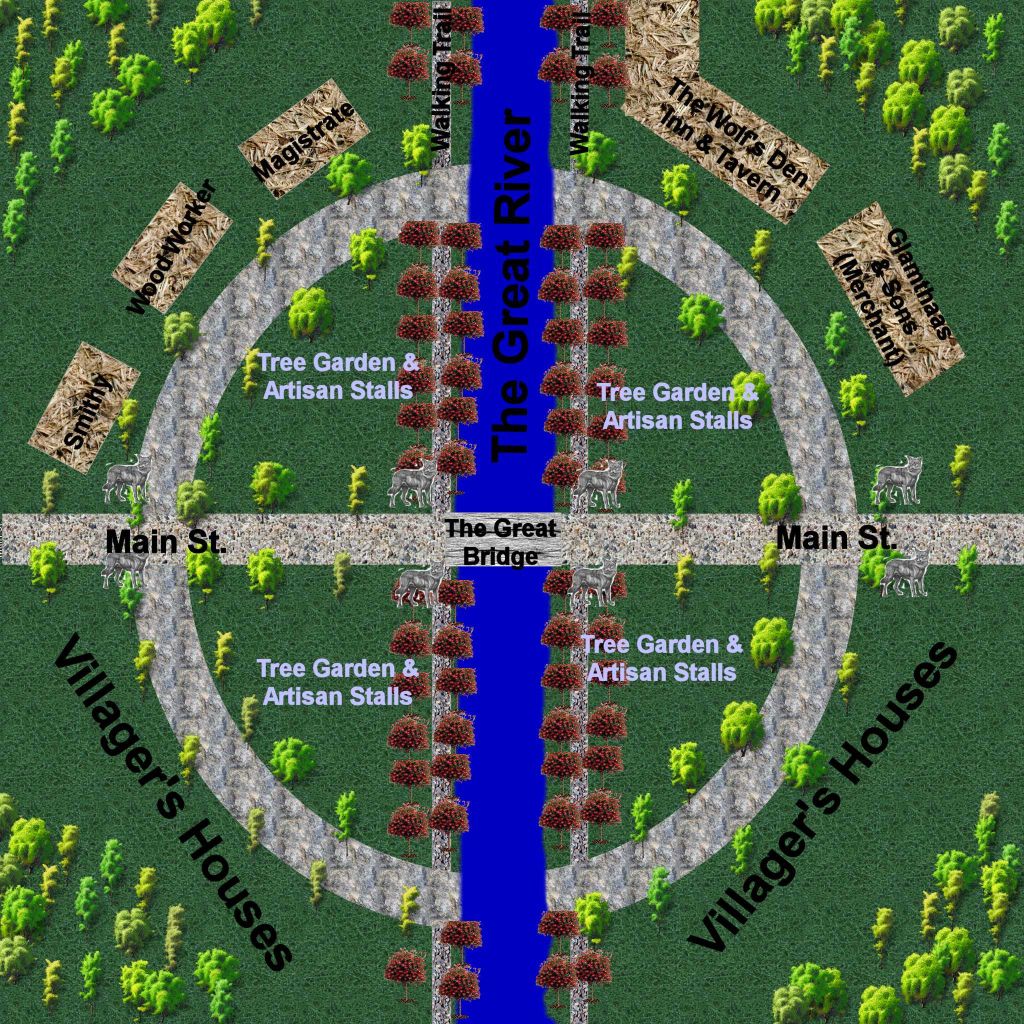 Walking Trail
Walking Trail
The Wolf's Den
Inn & Tavern
Magistrate
WoodWorker
Smithy
The Great River
Glamthaas
& Sons
(Merchant)
Tree Garden &
Artisan Stalls
Tree Garden &
Artisan Stalls
Main St.
The Great
Bridge
Main St.
Tree Garden &
Artisan Stalls
Tree Garden &
Artisan Stalls
Villager's Houses
Villager's Houses